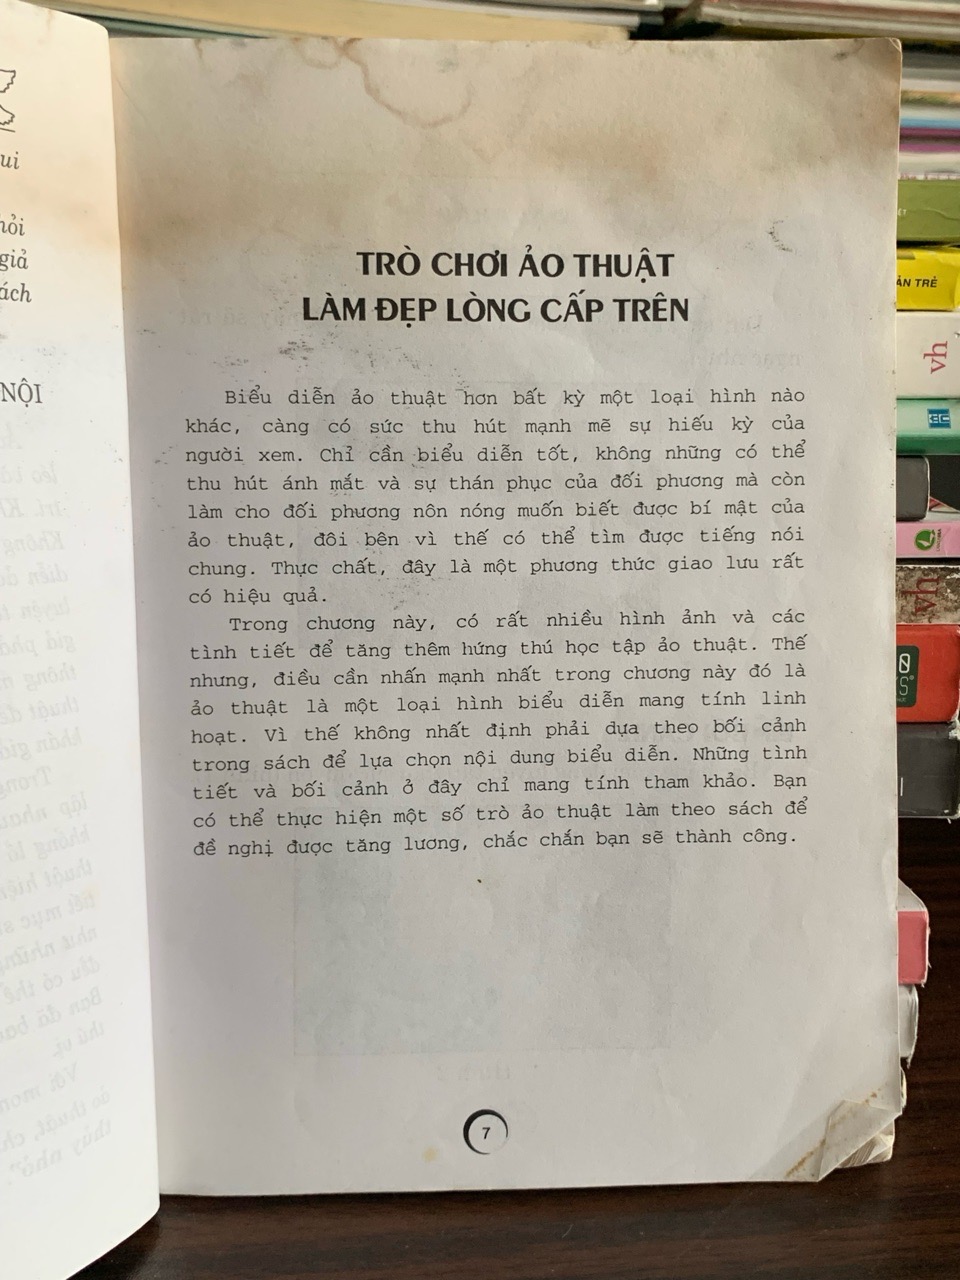 ui
hỏi
giả
ách
NỘI
TRÒ CHƠI ẢO THUẬT
LÀM ĐẸP LÒNG CẤP TRÊN
Biểu diễn ảo thuật hơn bất kỳ một loại hình nào
khác, càng có sức thu hút mạnh mẽ sự hiếu kỳ của
người xem. Chỉ cần biểu diễn tốt, không những có thể
thu hút ánh mắt và sự thán phục của đối phương mà còn
làm cho đối phương nôn nóng muốn biết được bí mật của
ảo thuật, đôi bên vì thế có thể tìm được tiếng nói
chung. Thực chất, đây là một phương thức giao lưu rất
có hiệu quả.
Trong chương này, có rất nhiều hình ảnh và các
tình tiết để tăng thêm hứng thú học tập ảo thuật. Thế
nhưng, điều cần nhấn mạnh nhất trong chương này đó là
ảo thuật là một loại hình biểu diễn mang tính linh
hoạt. Vì thế không nhất định phải dựa theo bối cảnh
trong sách để lựa chọn nội dung biểu diễn. Những tình
tiết và bối cảnh ở đây chỉ mang tính tham khảo. Bạn
có thể thực hiện một số trò ảo thuật làm theo sách để
đề nghị được tăng lương, chắc chắn bạn sẽ thành công.
7
ẢN TRẺ
vh
vh